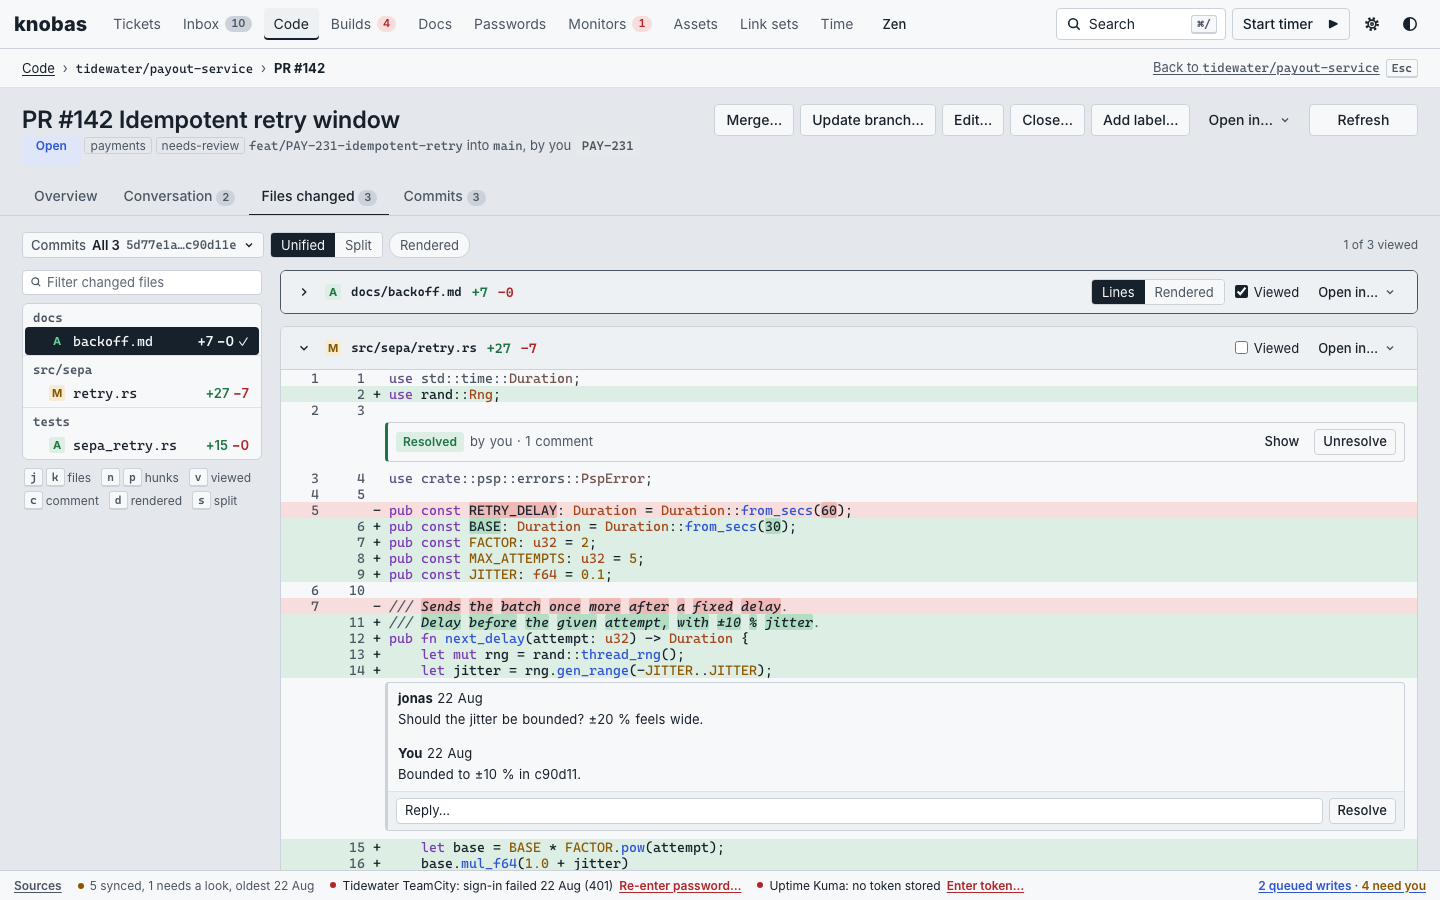 knobas Tickets Inbox 10 Code Builds 4 Docs Passwords Monitors 1 Assets Link sets Time Zen Search ⌘/ Start timer
Code › tidewater/payout-service › PR #142 Back to tidewater/payout-service Esc
PR #142 Idempotent retry window Merge... Update branch... Edit... Close... Add label... Open in... Refresh
Open payments needs-review feat/PAY-231-idempotent-retry into main, by you PAY-231
Overview Conversation 2 Files changed 3 Commits 3
Commits All 3 5d77e1a…c90d11e Unified Split Rendered 1 of 3 viewed
Filter changed files
docs
A backoff.md +7 −0 ✓
src/sepa
M retry.rs +27 −7
tests
A sepa_retry.rs +15 −0
j k files n p hunks v viewed
c comment d rendered s split
A docs/backoff.md +7 −0 Lines Rendered Viewed Open in...
M src/sepa/retry.rs +27 −7 Viewed Open in...
1 1 use std::time::Duration;
2 + use rand::Rng;
2 3
Resolved by you · 1 comment Show Unresolve
3 4 use crate::psp::errors::PspError;
4 5
5 − pub const RETRY_DELAY: Duration = Duration::from_secs(60);
6 + pub const BASE: Duration = Duration::from_secs(30);
7 + pub const FACTOR: u32 = 2;
8 + pub const MAX_ATTEMPTS: u32 = 5;
9 + pub const JITTER: f64 = 0.1;
6 10
7 − /// Sends the batch once more after a fixed delay.
11 + /// Delay before the given attempt, with ±10 % jitter.
12 + pub fn next_delay(attempt: u32) -> Duration {
13 + let mut rng = rand::thread_rng();
14 + let jitter = rng.gen_range(-JITTER..JITTER);
jonas 22 Aug
Should the jitter be bounded? ±20 % feels wide.
You 22 Aug
Bounded to ±10 % in c90d11.
Reply... Resolve
15 + let base = BASE * FACTOR.pow(attempt);
16 + base.mul_f64(1.0 + jitter)
Sources 5 synced, 1 needs a look, oldest 22 Aug Tidewater TeamCity: sign-in failed 22 Aug (401) Re-enter password... Uptime Kuma: no token stored Enter token... 2 queued writes · 4 need you